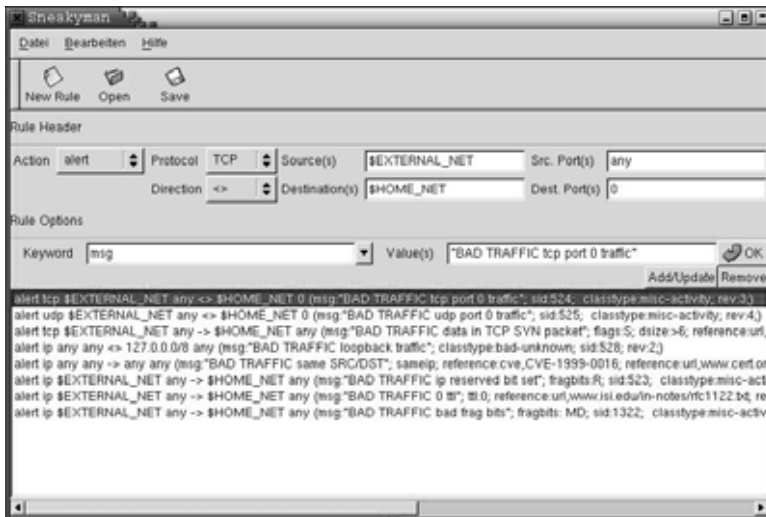 Sneakyman
Datei Bearbeiten Hilfe
New Rule Open Save
Rule Header
Action alert Protocol TCP Source(s) $EXTERNAL_NET Src. Port(s) any
Direction <> Destination(s) $HOME_NET Dest. Port(s) 0
Rule Options
Keyword msg Value(s) "BAD TRAFFIC tcp port 0 traffic" OK
Add/Update Remove
alert tcp $EXTERNAL_NET any <> $HOME_NET 0 (msg:"BAD TRAFFIC tcp port 0 traffic"; sid:524; classtype:misc-activity; rev:3;)
alert udp $EXTERNAL_NET any <> $HOME_NET 0 (msg:"BAD TRAFFIC udp port 0 traffic"; sid:525; classtype:misc-activity; rev:4;)
alert tcp $EXTERNAL_NET any -> $HOME_NET any (msg:"BAD TRAFFIC data in TCP SYN packet"; flags:S; dsize:>6; reference:url,
alert ip any any <> 127.0.0.0/8 any (msg:"BAD TRAFFIC loopback traffic"; classtype:bad-unknown; sid:528; rev:2;)
alert ip any any -> any any (msg:"BAD TRAFFIC same SRC/DST"; sameip; reference:cve,CVE-1999-0016; reference:url,www.cert.or
alert ip $EXTERNAL_NET any -> $HOME_NET any (msg:"BAD TRAFFIC ip reserved bit set"; fragbits:R; sid:523; classtype:misc-act
alert ip $EXTERNAL_NET any -> $HOME_NET any (msg:"BAD TRAFFIC 0 ttl"; ttl:0; reference:url,www.isi.edu/in-notes/rfc1122.txt; re
alert ip $EXTERNAL_NET any -> $HOME_NET any (msg:"BAD TRAFFIC bad frag bits"; fragbits: MD; sid:1322; classtype:misc-activ